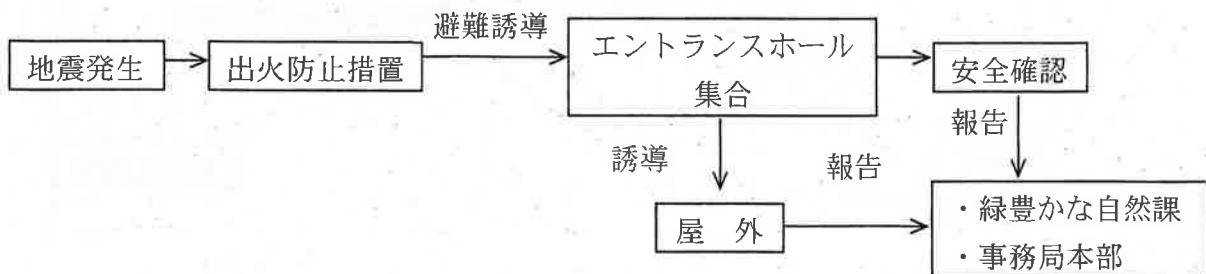 地震発生
出火防止措置
避難誘導
エントランスホール
集合
安全確認
誘導
報告
報告
屋　外
・緑豊かな自然課
・事務局本部